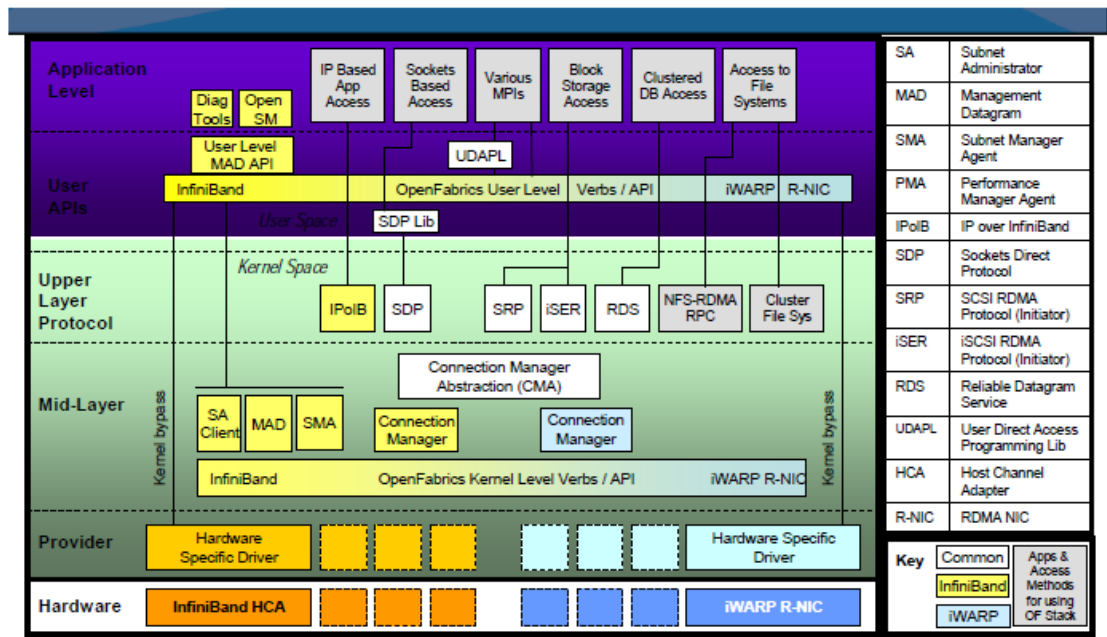 Application
Level
IP Based
App
Access
Sockets
Based
Access
Various
MPIs
Block
Storage
Access
Clustered
DB Access
Access to
File
Systems
Diag
Tools
Open
SM
User Level
MAD API
UDAPL
User
APIs
InfiniBand
OpenFabrics User Level
Verbs / API
iWARP R-NIC
User Space
SDP Lib
Kernel Space
Upper
Layer
Protocol
IPoIB
SDP
SRP
iSER
RDS
NFS-RDMA
RPC
Cluster
File Sys
Mid-Layer
Connection Manager
Abstraction (CMA)
Kernel bypass
SA
Client
MAD
SMA
Connection
Manager
Connection
Manager
Kernel bypass
InfiniBand
OpenFabrics Kernel Level Verbs / API
iWARP R-NIC
Provider
Hardware
Specific Driver
Hardware Specific
Driver
Hardware
InfiniBand HCA
iWARP R-NIC
SA
Subnet
Administrator
MAD
Management
Datagram
SMA
Subnet Manager
Agent
PMA
Performance
Manager Agent
IPoIB
IP over InfiniBand
SDP
Sockets Direct
Protocol
SRP
SCSI RDMA
Protocol (Initiator)
iSER
iSCSI RDMA
Protocol (Initiator)
RDS
Reliable Datagram
Service
UDAPL
User Direct Access
Programming Lib
HCA
Host Channel
Adapter
R-NIC
RDMA NIC
Key
Common
InfiniBand
iWARP
Apps &
Access
Methods
for using
OF Stack